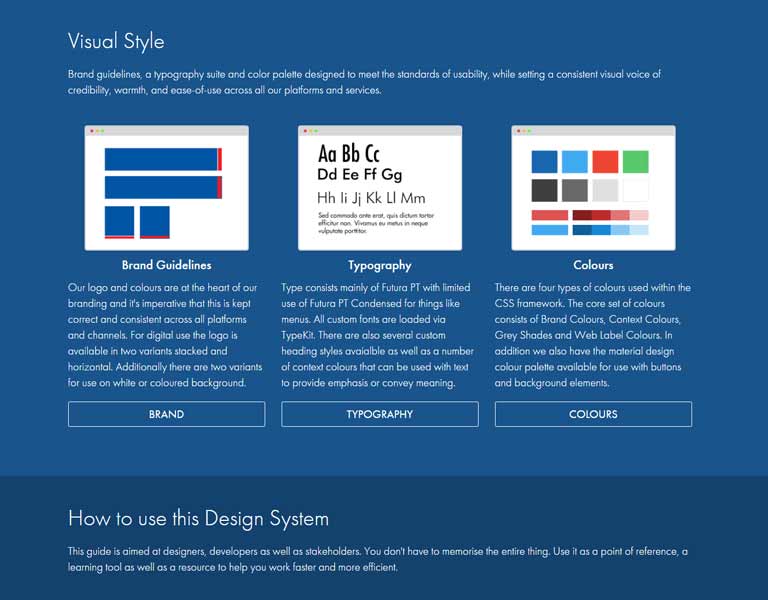 Visual Style
Brand guidelines, a typography suite and color palette designed to meet the standards of usability, while setting a consistent visual voice of
credibility, warmth, and ease-of-use across all our platforms and services.
Aa Bb Cc
Dd Ee Ff Gg
Hh Ii Jj Kk Ll Mm
Sed commodo ante erat, quis dictum tortor
efficitur non. Vivamus eu metus in neque
vulputate porttitor.
Brand Guidelines
Our logo and colours are at the heart of our
branding and it's imperative that this is kept
correct and consistent across all platforms
and channels. For digital use the logo is
available in two variants stacked and
horizontal. Additionally there are two variants
for use on white or coloured background.
BRAND
Typography
Type consists mainly of Futura PT with limited
use of Futura PT Condensed for things like
menus. All custom fonts are loaded via
TypeKit. There are also several custom
heading styles avaialble as well as a number
of context colours that can be used with text
to provide emphasis or convey meaning.
TYPOGRAPHY
Colours
There are four types of colours used within the
CSS framework. The core set of colours
consists of Brand Colours, Context Colours,
Grey Shades and Web Label Colours. In
addition we also have the material design
colour palette available for use with buttons
and background elements.
COLOURS
How to use this Design System
This guide is aimed at designers, developers as well as stakeholders. You don't have to memorise the entire thing. Use it as a point of reference, a
learning tool as well as a resource to help you work faster and more efficient.